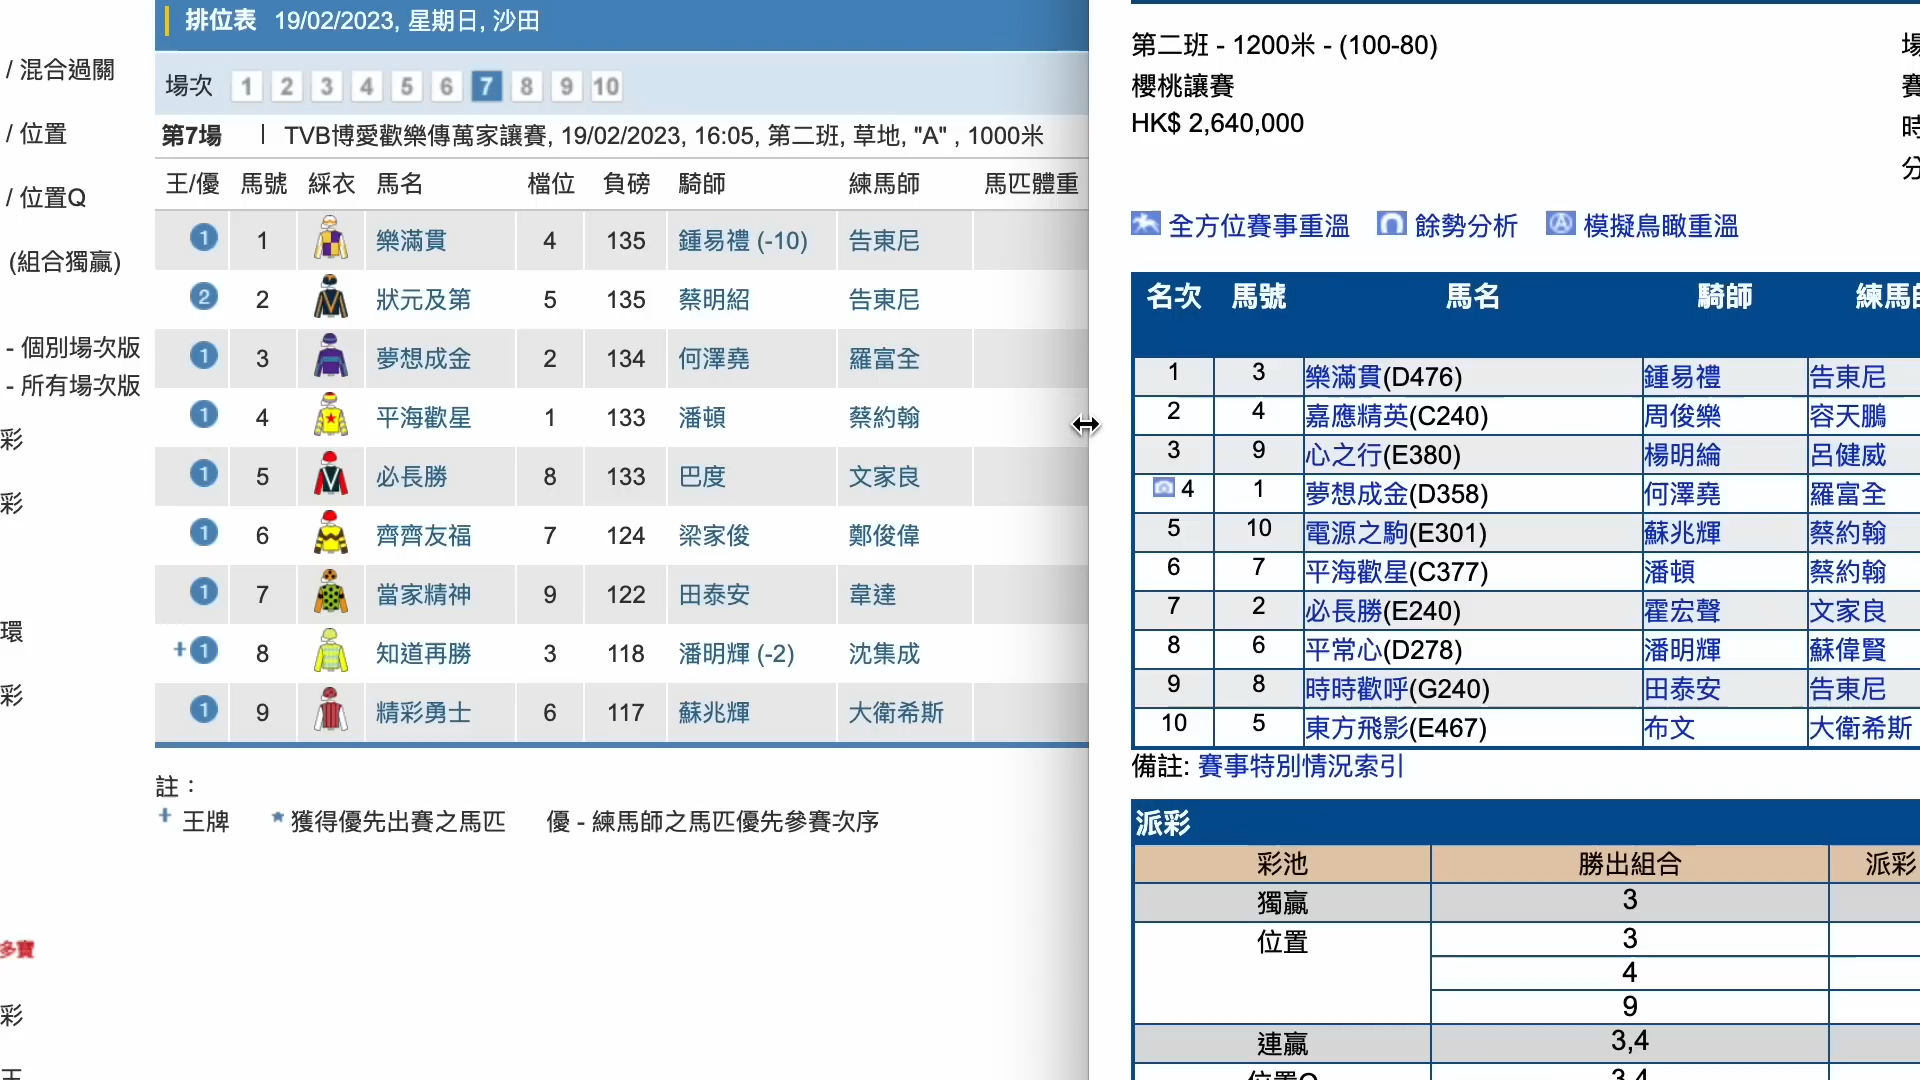 / 混合過關
/ 位置
/ 位置Q
(組合獨贏)
- 個別場次版
- 所有場次版
彩
彩
環
彩
多寶
彩
排位表 19/02/2023, 星期日, 沙田
場次 1 2 3 4 5 6 7 8 9 10
第7場 | TVB博愛歡樂傳萬家讓賽, 19/02/2023, 16:05, 第二班, 草地, "A" , 1000米
王/優 馬號 綵衣 馬名 檔位 負磅 騎師 練馬師 馬匹體重
1 1 樂滿貫 4 135 鍾易禮 (-10) 告東尼
2 2 狀元及第 5 135 蔡明紹 告東尼
1 3 夢想成金 2 134 何澤堯 羅富全
1 4 平海歡星 1 133 潘頓 蔡約翰
1 5 必長勝 8 133 巴度 文家良
1 6 齊齊友福 7 124 梁家俊 鄭俊偉
1 7 當家精神 9 122 田泰安 韋達
+1 8 知道再勝 3 118 潘明輝 (-2) 沈集成
1 9 精彩勇士 6 117 蘇兆輝 大衛希斯
註 :
+ 王牌 * 獲得優先出賽之馬匹 優 - 練馬師之馬匹優先參賽次序
第二班 - 1200米 - (100-80)
櫻桃讓賽
HK$ 2,640,000
全方位賽事重溫 餘勢分析 模擬鳥瞰重溫
名次 馬號 馬名 騎師 練馬師
1 3 樂滿貫(D476) 鍾易禮 告東尼
2 4 嘉應精英(C240) 周俊樂 容天鵬
3 9 心之行(E380) 楊明綸 呂健威
4 1 夢想成金(D358) 何澤堯 羅富全
5 10 電源之駒(E301) 蘇兆輝 蔡約翰
6 7 平海歡星(C377) 潘頓 蔡約翰
7 2 必長勝(E240) 霍宏聲 文家良
8 6 平常心(D278) 潘明輝 蘇偉賢
9 8 時時歡呼(G240) 田泰安 告東尼
10 5 東方飛影(E467) 布文 大衛希斯
備註: 賽事特別情況索引
派彩
彩池 勝出組合 派彩
獨贏 3
位置 3
4
9
連贏 3,4
位置Q 3,4